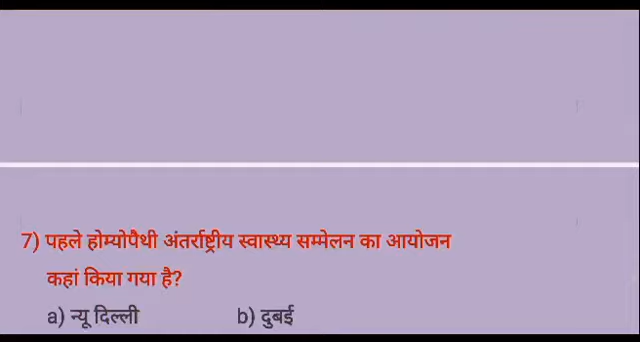 7) पहले होम्योपैथी अंतर्राष्ट्रीय स्वास्थ्य सम्मेलन का आयोजन
कहां किया गया है?
a) न्यू दिल्ली b) दुबई